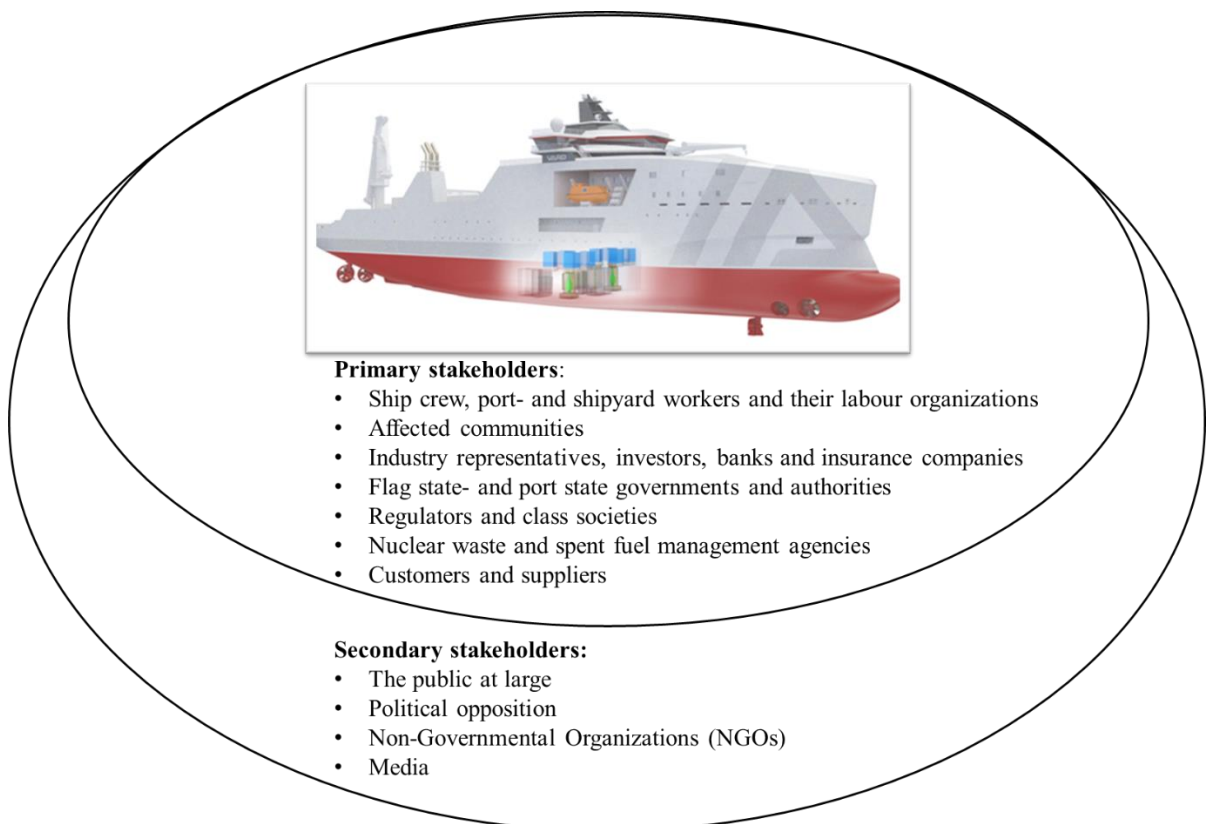 VARD
Primary stakeholders:
• Ship crew, port- and shipyard workers and their labour organizations
• Affected communities
• Industry representatives, investors, banks and insurance companies
• Flag state- and port state governments and authorities
• Regulators and class societies
• Nuclear waste and spent fuel management agencies
• Customers and suppliers
Secondary stakeholders:
• The public at large
• Political opposition
• Non-Governmental Organizations (NGOs)
• Media